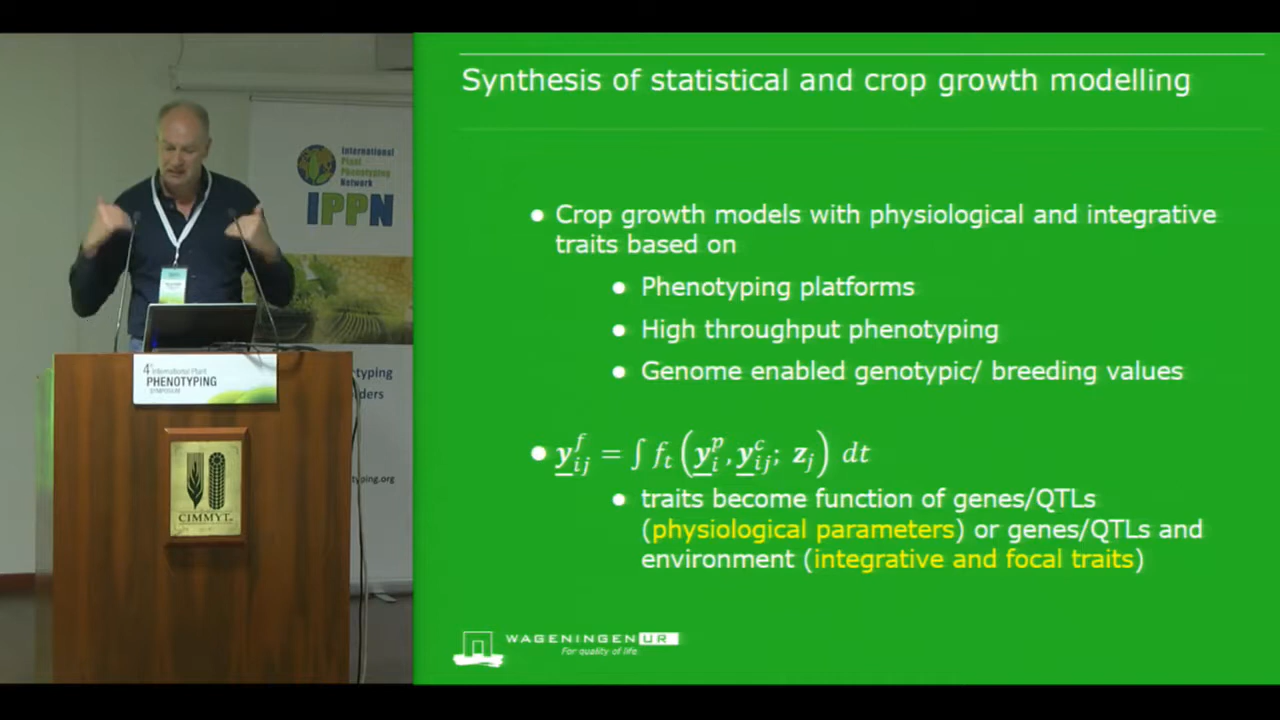 Synthesis of statistical and crop growth modelling
● Crop growth models with physiological and integrative
traits based on
● Phenotyping platforms
● High throughput phenotyping
● Genome enabled genotypic/ breeding values
● y^f_ij = ∫ f_t (y^p_i, y^c_ij; z_j) dt
● traits become function of genes/QTLs
(physiological parameters) or genes/QTLs and
environment (integrative and focal traits)
WAGENINGEN UR
For quality of life
International
Plant
Phenotyping
Network
IPPN
4th International Plant
PHENOTYPING
SYMPOSIUM
CIMMYT